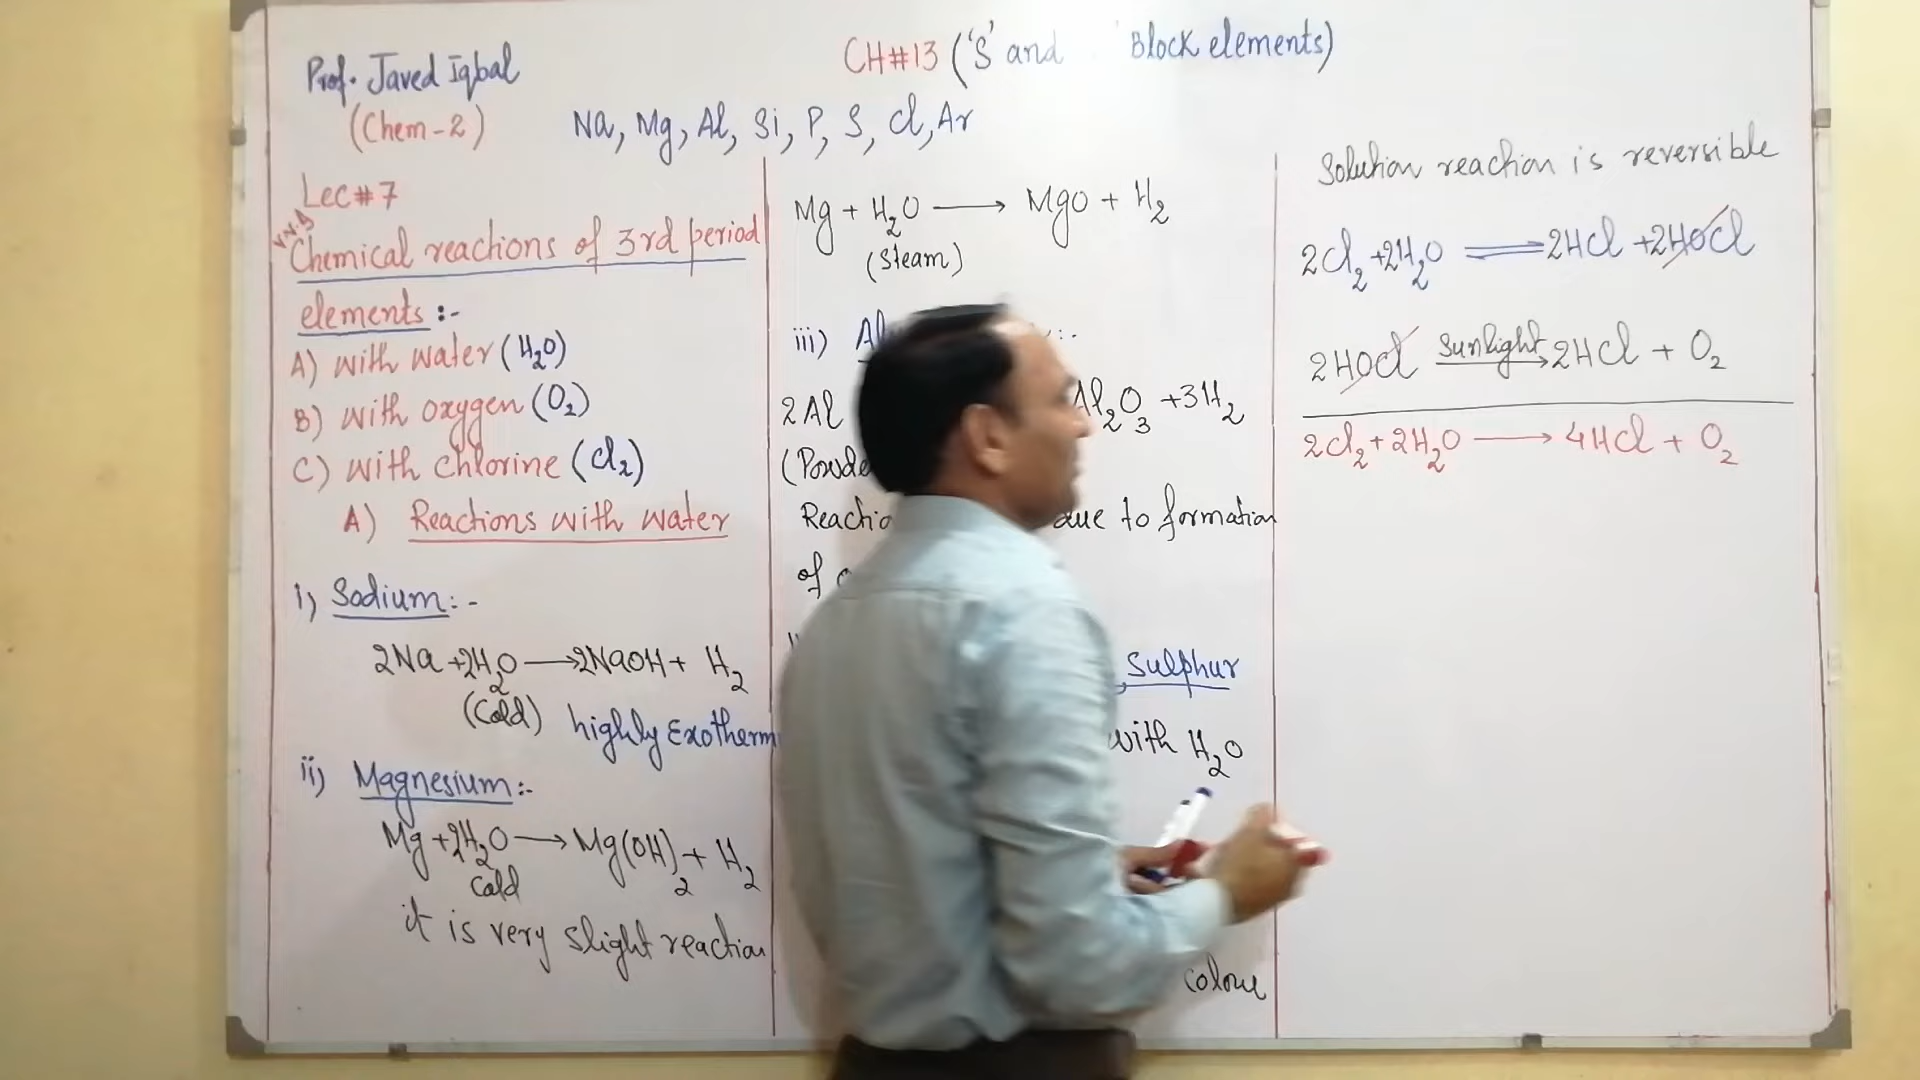 Prof. Javed Iqbal
(Chem-2)
CH#13 ('S' and Block elements)
Na, Mg, Al, Si, P, S, Cl, Ar
Lec#7
Chemical reactions of 3rd period
elements :-
A) with water (H₂O)
B) with oxygen (O₂)
C) with chlorine (Cl₂)
A) Reactions with water
i) Sodium :-
2Na + 2H₂O ⟶ 2NaOH + H₂
(Cold)
highly Exotherm
ii) Magnesium :-
Mg + 2H₂O ⟶ Mg(OH)₂ + H₂
Cold
it is very slight reaction
Mg + H₂O ⟶ MgO + H₂
(Steam)
iii)
2Al Al₂O₃ + 3H₂
due to formation
of
Sulphur
with H₂O
colour
Solution reaction is reversible
2Cl₂ + 2H₂O ⇌ 2HCl + 2HOCl
2HOCl Sunlight⟶ 2HCl + O₂
2Cl₂ + 2H₂O ⟶ 4HCl + O₂